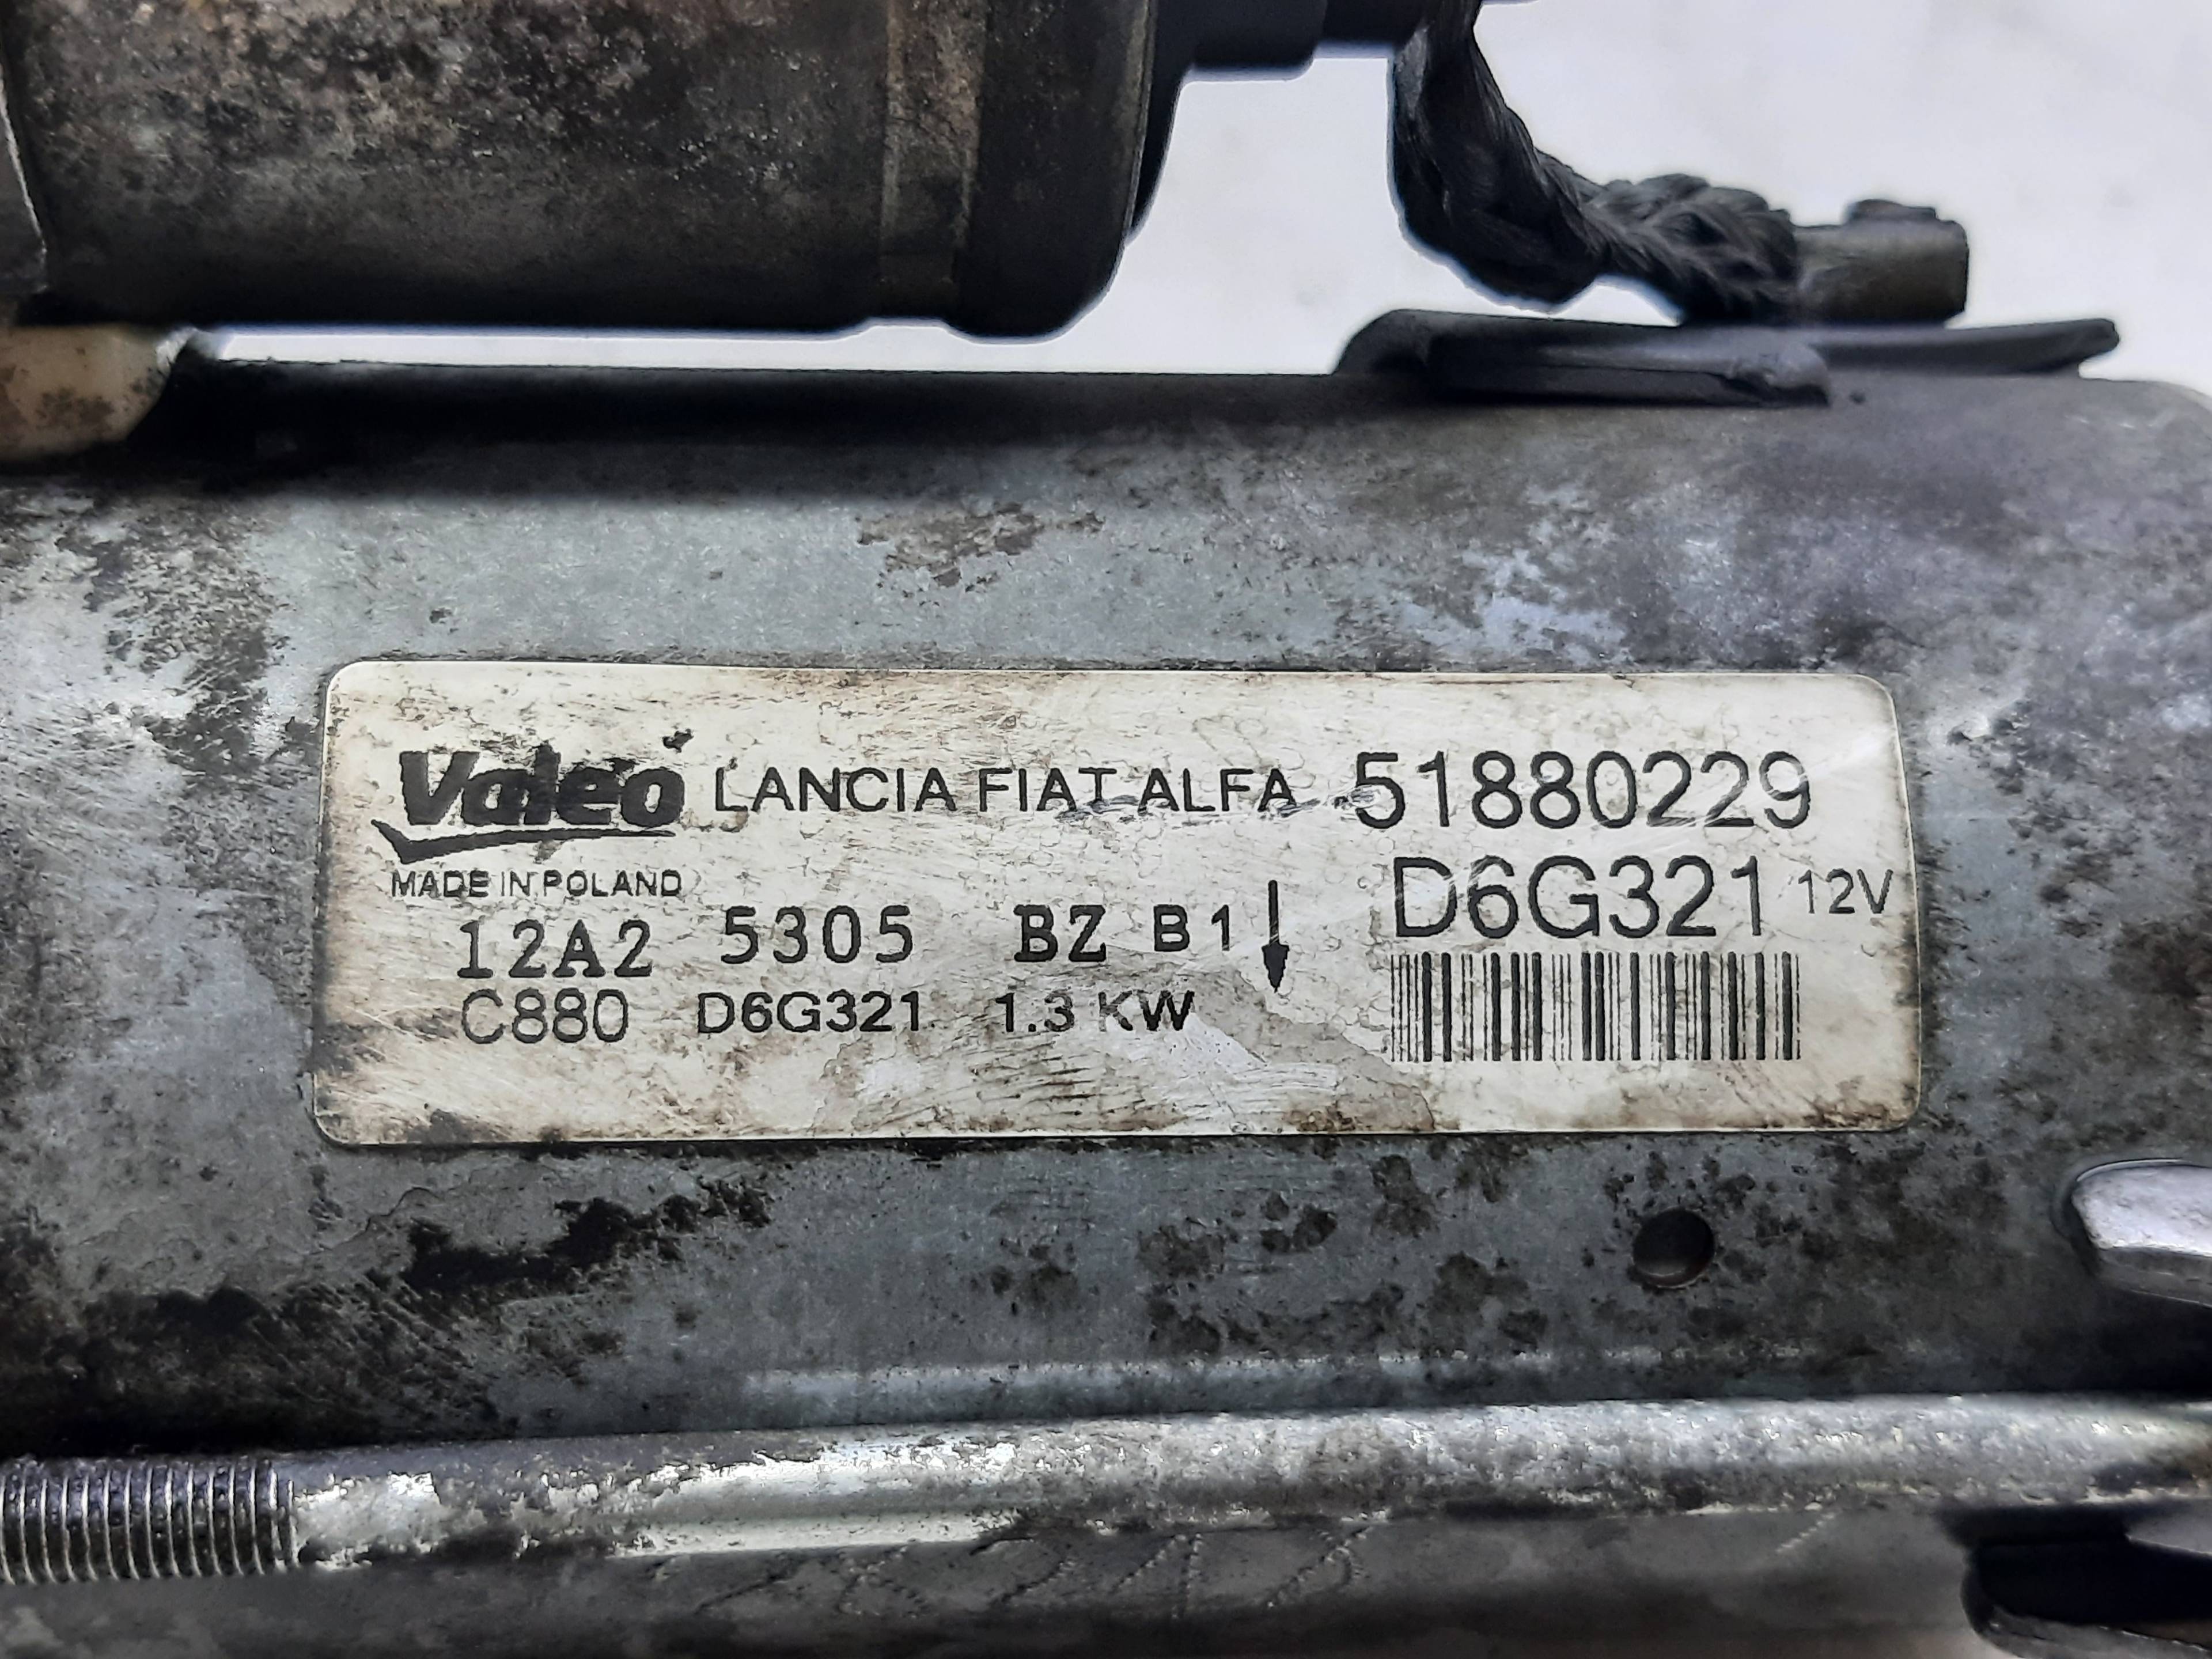 Valeo LANCIA FIAT ALFA 51880229
MADE IN POLAND
D6G321 12V
12A2 5305 BZ B1
C880 D6G321 1.3 KW